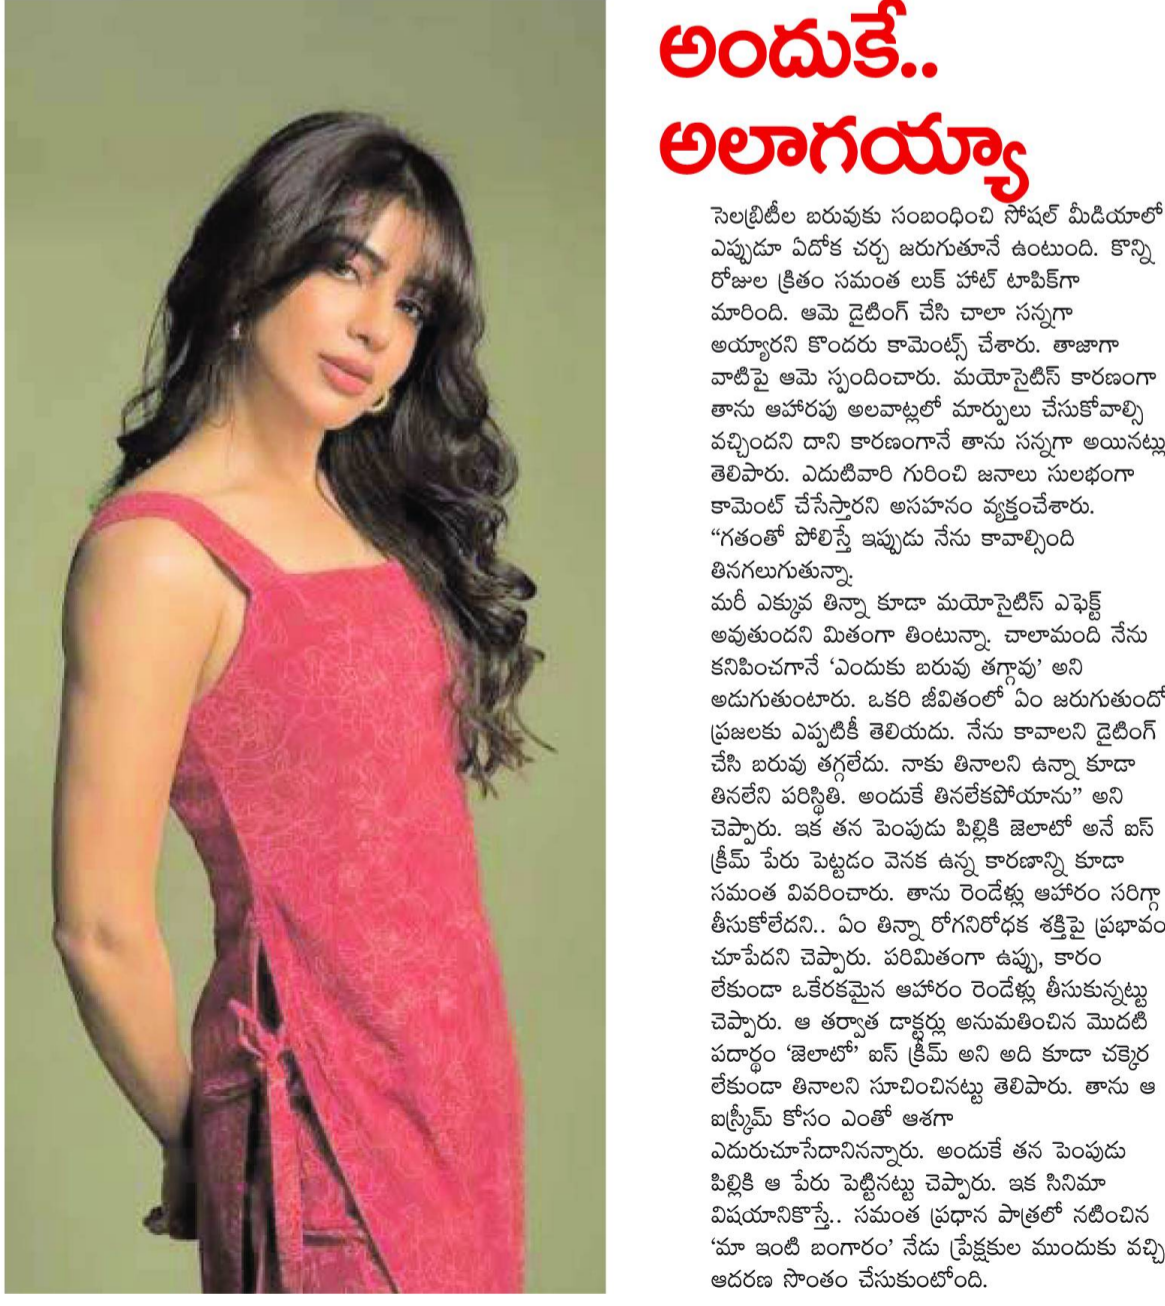 అందుకే..
అలాగయ్యా
సెలబ్రిటీల బరువుకు సంబంధించి సోషల్ మీడియాలో
ఎప్పుడూ ఏదోక చర్చ జరుగుతూనే ఉంటుంది. కొన్ని
రోజుల క్రితం సమంత లుక్ హాట్ టాపిక్‌గా
మారింది. ఆమె డైటింగ్ చేసి చాలా సన్నగా
అయ్యారని కొందరు కామెంట్స్ చేశారు. తాజాగా
వాటిపై ఆమె స్పందించారు. మయోసైటిస్ కారణంగా
తాను ఆహారపు అలవాట్లలో మార్పులు చేసుకోవాల్సి
వచ్చిందని దాని కారణంగానే తాను సన్నగా అయినట్లు
తెలిపారు. ఎదుటివారి గురించి జనాలు సులభంగా
కామెంట్ చేసేస్తారని అసహనం వ్యక్తంచేశారు.
“గతంతో పోలిస్తే ఇప్పుడు నేను కావాల్సింది
తినగలుగుతున్నా.
మరీ ఎక్కువ తిన్నా కూడా మయోసైటిస్ ఎఫెక్ట్
అవుతుందని మితంగా తింటున్నా. చాలామంది నేను
కనిపించగానే ‘ఎందుకు బరువు తగ్గావు’ అని
అడుగుతుంటారు. ఒకరి జీవితంలో ఏం జరుగుతుందో
ప్రజలకు ఎప్పటికీ తెలియదు. నేను కావాలని డైటింగ్
చేసి బరువు తగ్గలేదు. నాకు తినాలని ఉన్నా కూడా
తినలేని పరిస్థితి. అందుకే తినలేకపోయాను” అని
చెప్పారు. ఇక తన పెంపుడు పిల్లికి జెలాటో అనే ఐస్
క్రీమ్ పేరు పెట్టడం వెనక ఉన్న కారణాన్ని కూడా
సమంత వివరించారు. తాను రెండేళ్లు ఆహారం సరిగ్గా
తీసుకోలేదని.. ఏం తిన్నా రోగనిరోధక శక్తిపై ప్రభావం
చూపేదని చెప్పారు. పరిమితంగా ఉప్పు, కారం
లేకుండా ఒకేరకమైన ఆహారం రెండేళ్లు తీసుకున్నట్టు
చెప్పారు. ఆ తర్వాత డాక్టర్లు అనుమతించిన మొదటి
పదార్థం ‘జెలాటో’ ఐస్ క్రీమ్ అని అది కూడా చక్కెర
లేకుండా తినాలని సూచించినట్టు తెలిపారు. తాను ఆ
ఐస్క్రీమ్ కోసం ఎంతో ఆశగా
ఎదురుచూసేదానినన్నారు. అందుకే తన పెంపుడు
పిల్లికి ఆ పేరు పెట్టినట్టు చెప్పారు. ఇక సినిమా
విషయానికొస్తే.. సమంత ప్రధాన పాత్రలో నటించిన
‘మా ఇంటి బంగారం’ నేడు ప్రేక్షకుల ముందుకు వచ్చి
ఆదరణ సొంతం చేసుకుంటోంది.